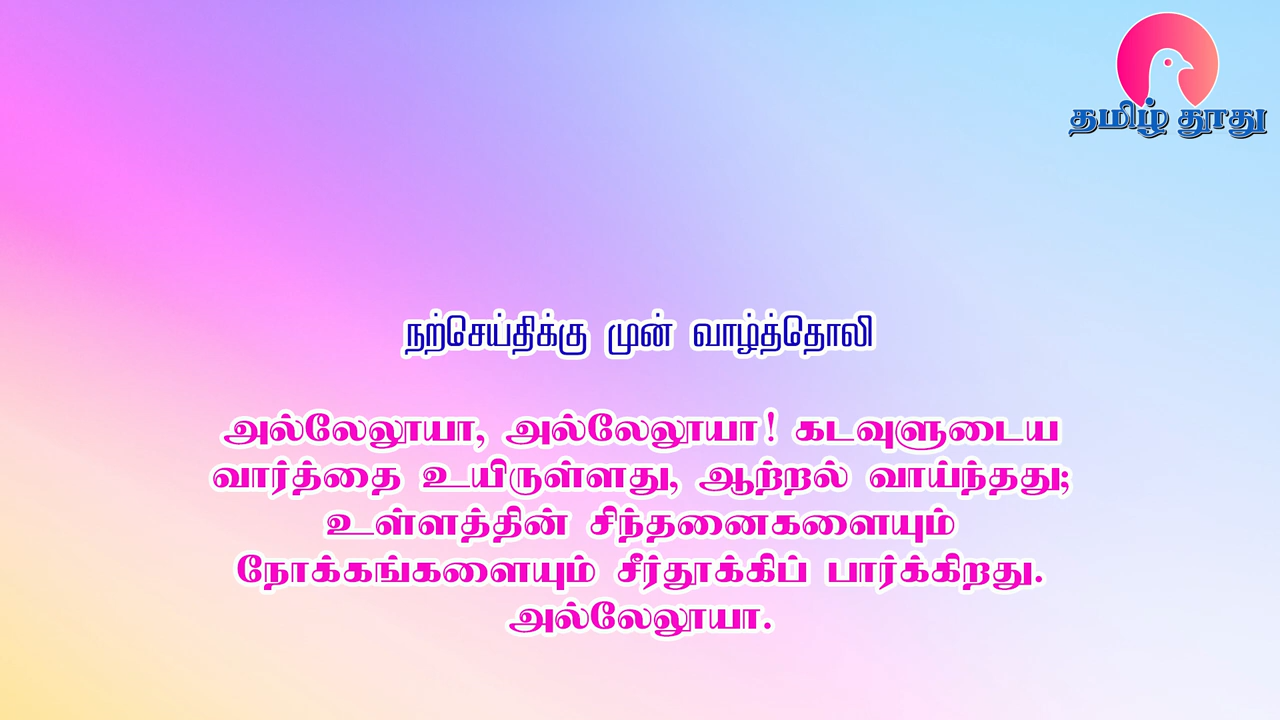 தமிழ் தூது
நற்செய்திக்கு முன் வாழ்த்தொலி
அல்லேலூயா, அல்லேலூயா! கடவுளுடைய
வார்த்தை உயிருள்ளது, ஆற்றல் வாய்ந்தது;
உள்ளத்தின் சிந்தனைகளையும்
நோக்கங்களையும் சீர்தூக்கிப் பார்க்கிறது.
அல்லேலூயா.